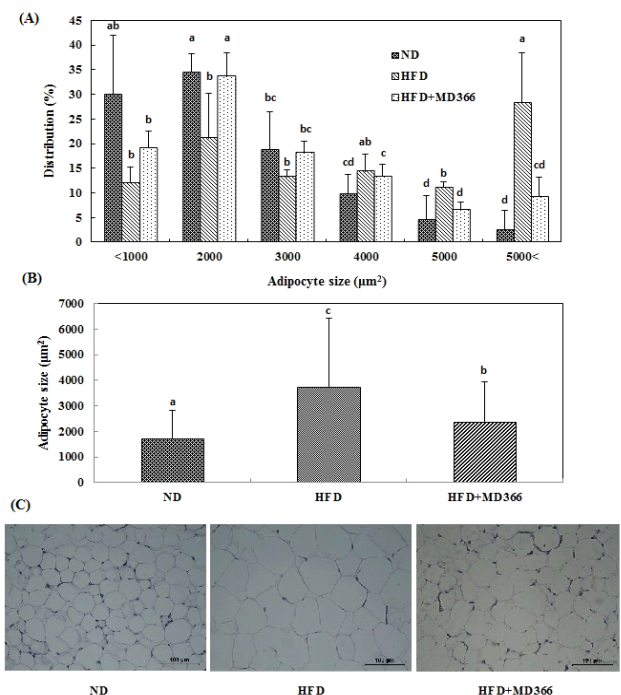 (A)
45
40
35
30
25
20
15
10
5
0
Distribution (%)
ab b b
a b a
bc b bc
cd ab c
d b d
d a cd
ND
HFD
HFD+MD366
<1000 2000 3000 4000 5000 5000<
Adipocyte size (µm²)
(B)
7000
6000
5000
4000
3000
2000
1000
0
Adipocyte size (µm²)
a c b
ND HFD HFD+MD366
(C)
ND HFD HFD+MD366